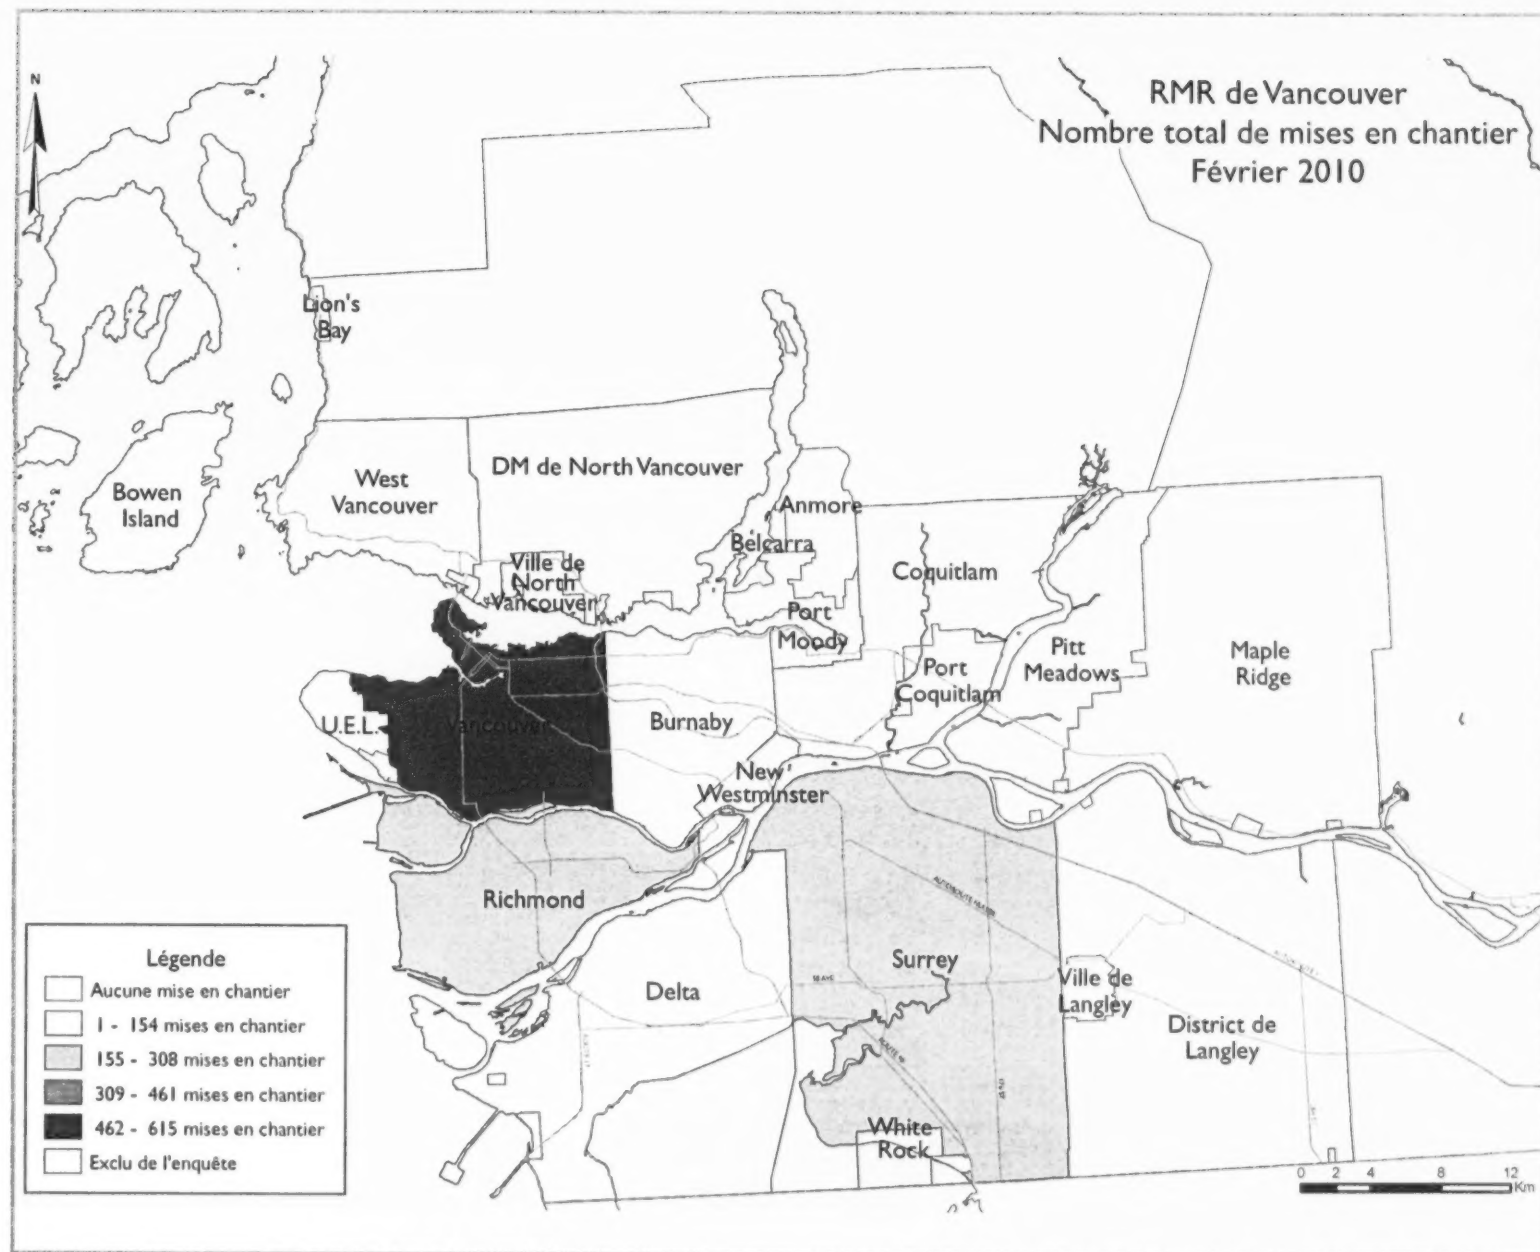 N
RMR de Vancouver
Nombre total de mises en chantier
Février 2010
Lion's
Bay
DM de North Vancouver
West
Vancouver
Bowen
Island
Anmore
Belcarra
Ville de
North
Vancouver
Coquitlam
Port
Moody
Pitt
Meadows
Maple
Ridge
Port
Coquitlam
U.E.L.
Vancouver
Burnaby
New
Westminster
Richmond
Surrey
Delta
Ville de
Langley
District de
Langley
White
Rock
Légende
Aucune mise en chantier
1 - 154 mises en chantier
155 - 308 mises en chantier
309 - 461 mises en chantier
462 - 615 mises en chantier
Exclu de l'enquête
0 2 4 8 12
Km